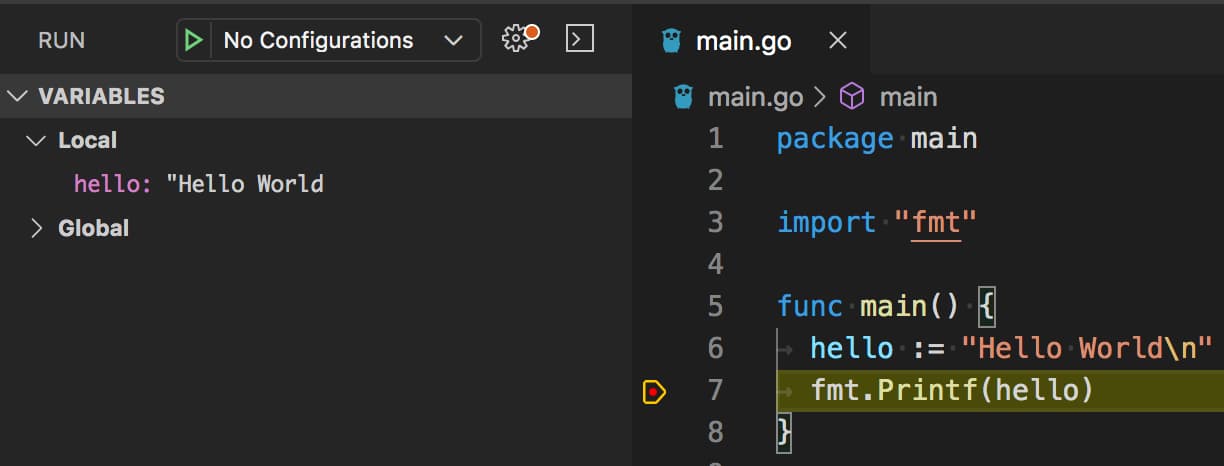 RUN
No Configurations
VARIABLES
Local
hello: "Hello World
Global
main.go
main.go > main
1 package main
2
3 import "fmt"
4
5 func main() {
6 hello := "Hello World\n"
7 fmt.Printf(hello)
8 }